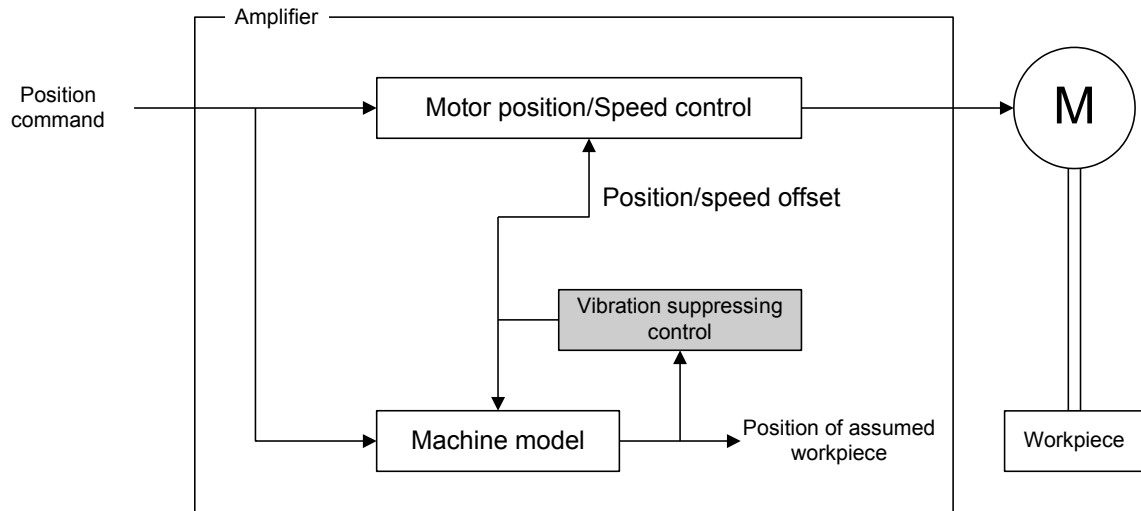 Amplifier
Position
command
Motor position/Speed control
M
Position/speed offset
Vibration suppressing
control
Machine model
Position of assumed
workpiece
Workpiece